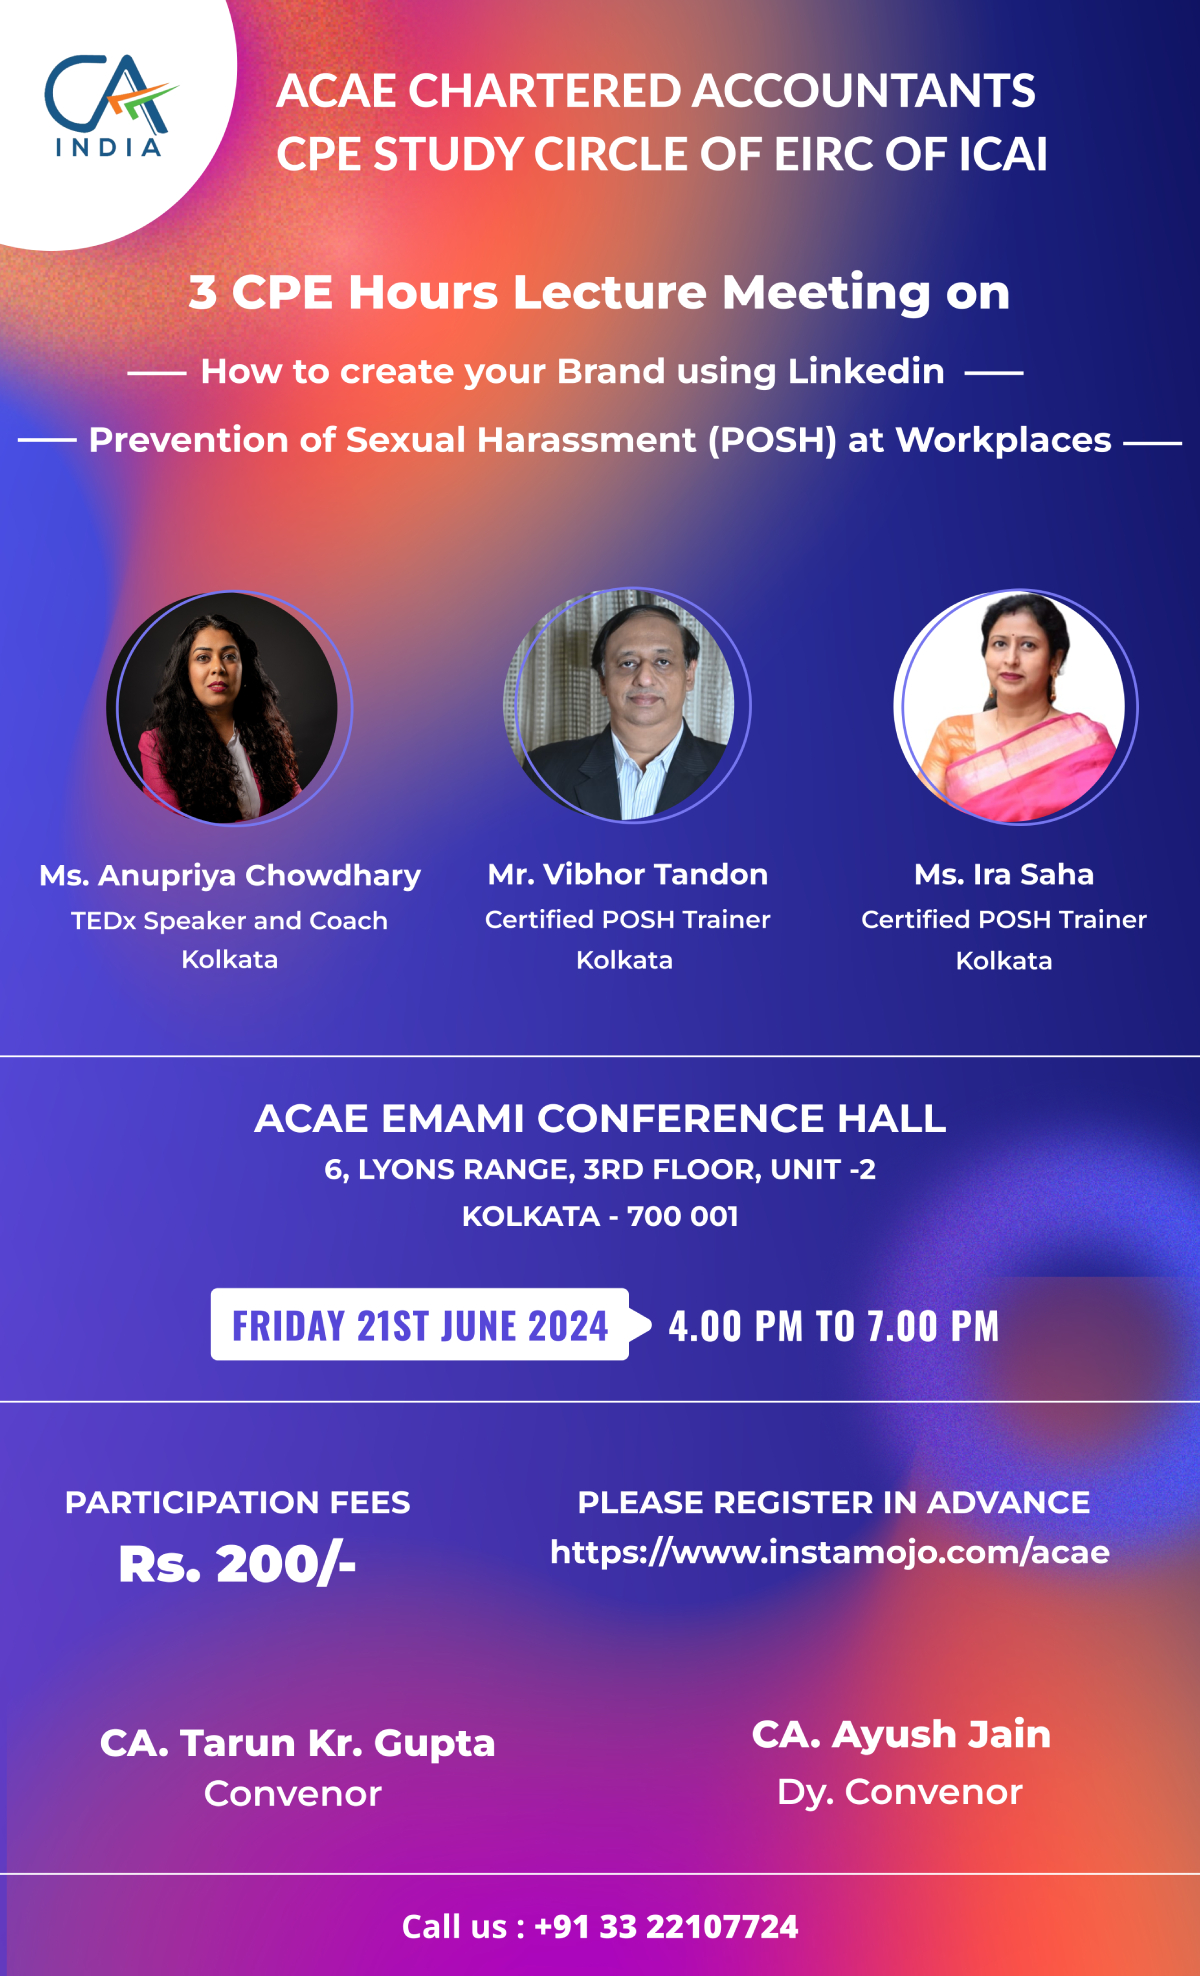 CA
INDIA
ACAE CHARTERED ACCOUNTANTS
CPE STUDY CIRCLE OF EIRC OF ICAI
3 CPE Hours Lecture Meeting on
How to create your Brand using Linkedin
Prevention of Sexual Harassment (POSH) at Workplaces
Ms. Anupriya Chowdhary
TEDx Speaker and Coach
Kolkata
Mr. Vibhor Tandon
Certified POSH Trainer
Kolkata
Ms. Ira Saha
Certified POSH Trainer
Kolkata
ACAE EMAMI CONFERENCE HALL
6, LYONS RANGE, 3RD FLOOR, UNIT -2
KOLKATA - 700 001
FRIDAY 21ST JUNE 2024 4.00 PM TO 7.00 PM
PARTICIPATION FEES
Rs. 200/-
PLEASE REGISTER IN ADVANCE
https://www.instamojo.com/acae
CA. Tarun Kr. Gupta
Convenor
CA. Ayush Jain
Dy. Convenor
Call us : +91 33 22107724